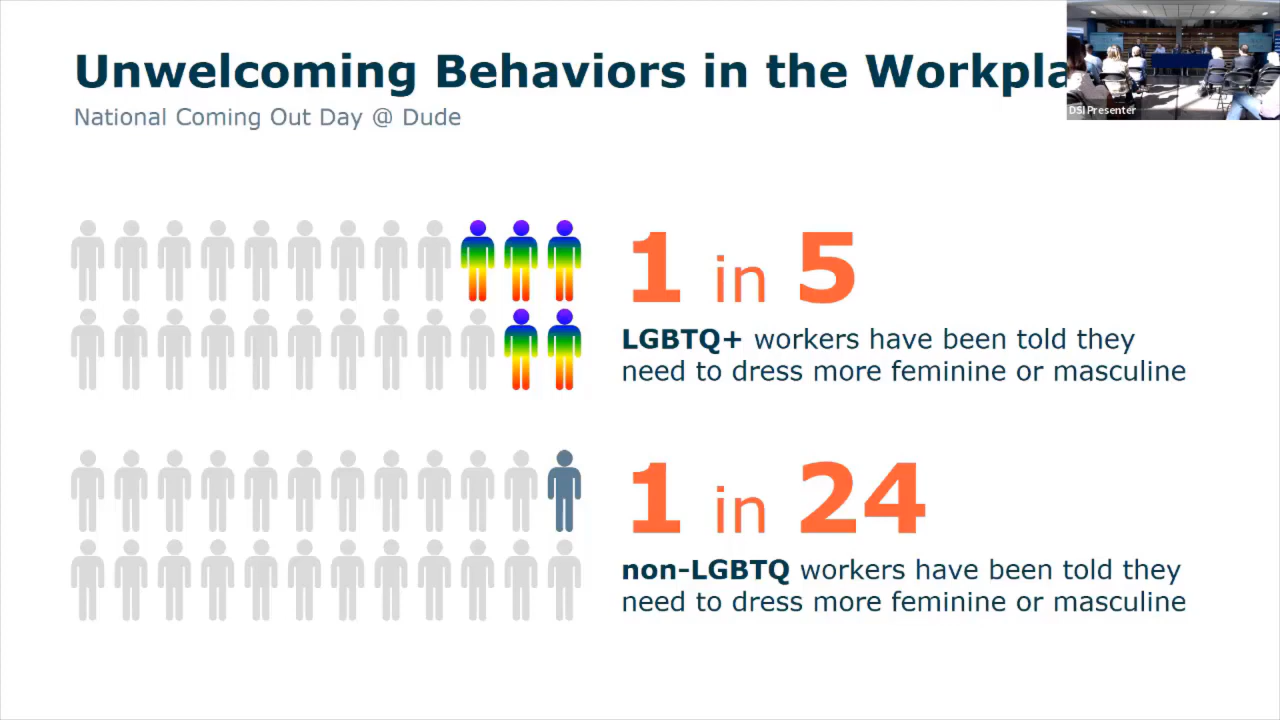 Unwelcoming Behaviors in the Workpla
National Coming Out Day @ Dude
DSI Presenter
1 in 5
LGBTQ+ workers have been told they
need to dress more feminine or masculine
1 in 24
non-LGBTQ workers have been told they
need to dress more feminine or masculine